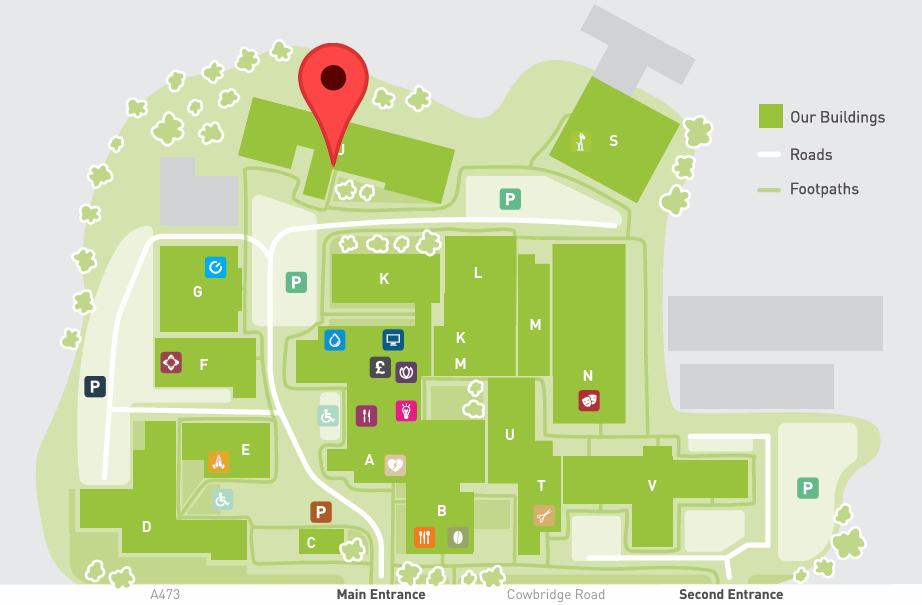 J
S
Our Buildings
Roads
Footpaths
P
G
P
K
L
K
M
M
F
P
£
N
E
A
U
D
P
C
B
T
V
P
A473
Main Entrance
Cowbridge Road
Second Entrance